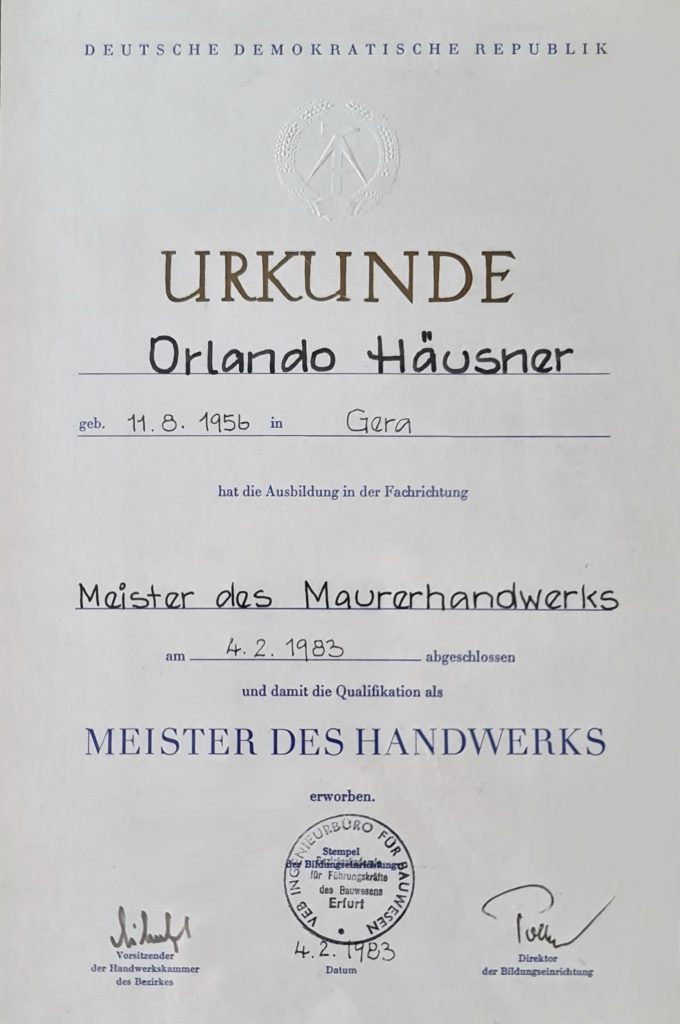 DEUTSCHE DEMOKRATISCHE REPUBLIK
URKUNDE
Orlando Häusner
geb. 11.8.1956 in Gera
hat die Ausbildung in der Fachrichtung
Meister des Maurerhandwerks
am 4.2.1983 abgeschlossen
und damit die Qualifikation als
MEISTER DES HANDWERKS
erworben.
VEB INGENIEURBÜRO FÜR BAUWESEN
Stempel
der Bildungseinrichtung
Bezirksakademie
für Führungskräfte
des Bauwesens
Erfurt
4.2.1983
Datum
Vorsitzender
der Handwerkskammer
des Bezirkes
Direktor
der Bildungseinrichtung